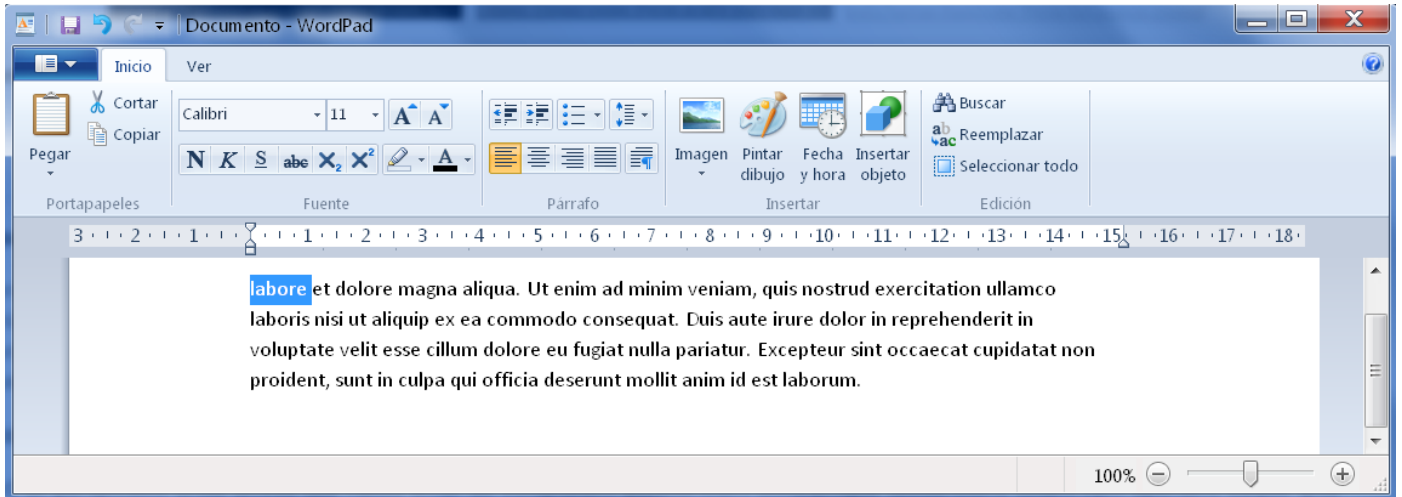 Documento - WordPad
Inicio Ver
Pegar
Cortar
Copiar
Portapapeles
Calibri 11 A A
N K S abc X₂ X² A
Fuente
Párrafo
Imagen
Pintar dibujo
Fecha y hora
Insertar objeto
Insertar
Buscar
ab ac Reemplazar
Seleccionar todo
Edición
3 2 1 1 2 3 4 5 6 7 8 9 10 11 12 13 14 15 16 17 18
labore et dolore magna aliqua. Ut enim ad minim veniam, quis nostrud exercitation ullamco
laboris nisi ut aliquip ex ea commodo consequat. Duis aute irure dolor in reprehenderit in
voluptate velit esse cillum dolore eu fugiat nulla pariatur. Excepteur sint occaecat cupidatat non
proident, sunt in culpa qui officia deserunt mollit anim id est laborum.
100%